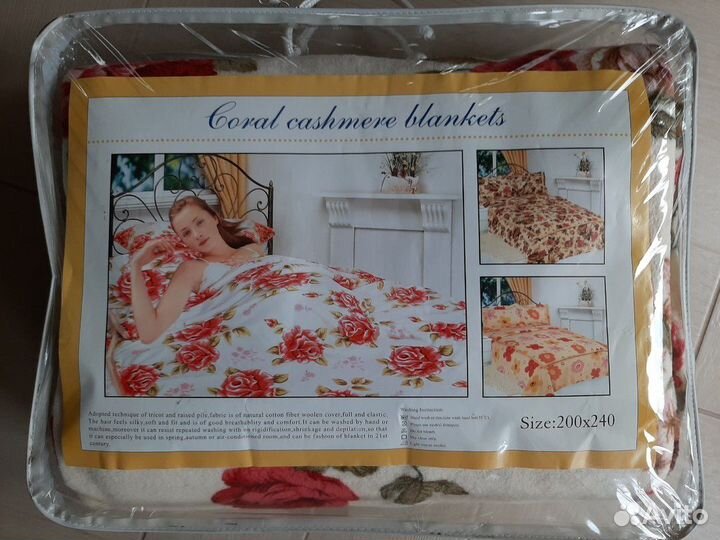 Coral cashmere blankets
Adopted technique of tricot and raised pile,fabric is of natural cotton fiber woolen cover,full and elastic.
The hair feels silky,soft and fit and is of good breathablity and comfort.It can be washed by hand or
machine,moreover it can resist repeated washing with no rigidification,shrinkage and depilation,so that
it can especially be used in spring,autumn or air-conditioned room,and can be fashion of blanket in 21st
century.
Washing Instruction:
Size:200x240
Avito